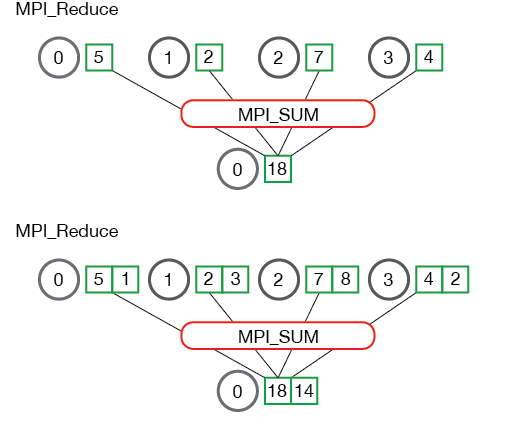 MPI_Reduce
0 5 1 2 2 7 3 4
MPI_SUM
0 18
MPI_Reduce
0 5 1 1 2 3 2 7 8 3 4 2
MPI_SUM
0 18 14